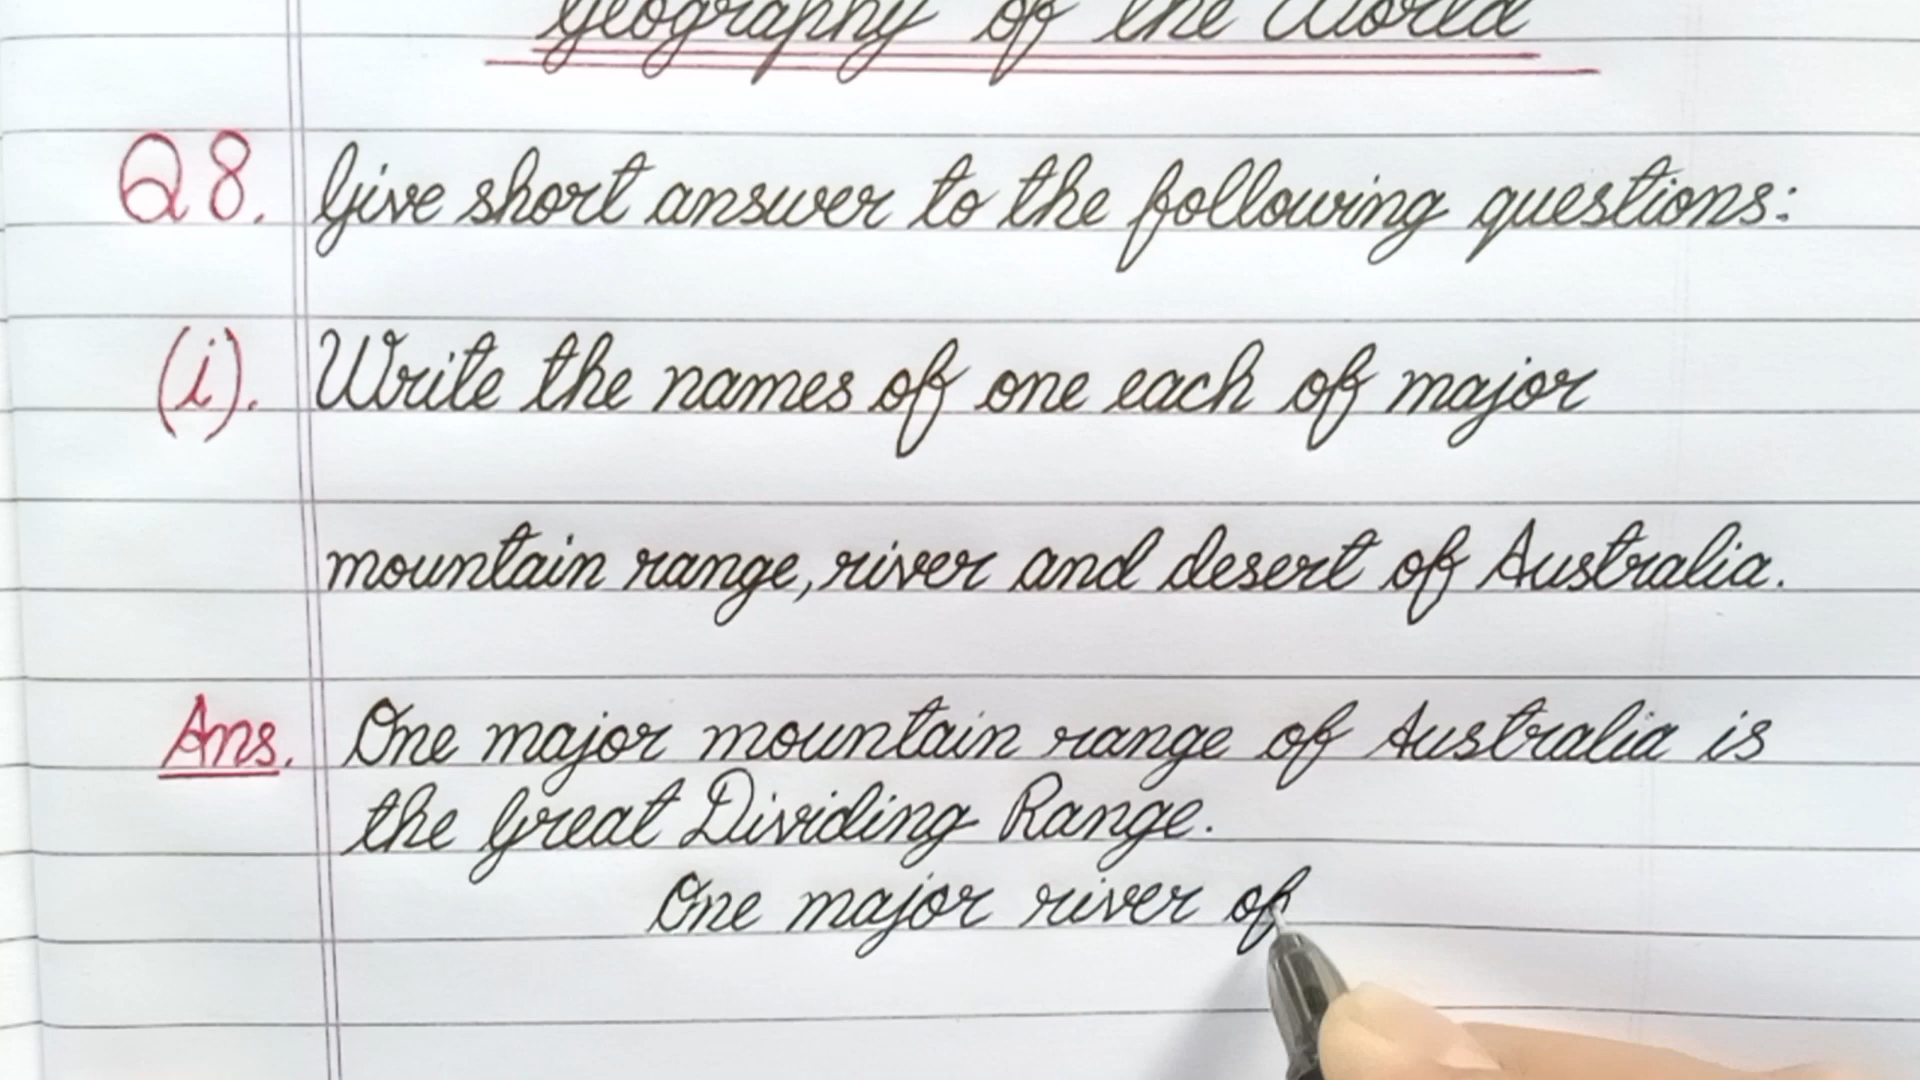 Geography of the World
Q8. Give short answer to the following questions:
(i). Write the names of one each of major
mountain range, river and desert of Australia.
Ans. One major mountain range of Australia is
the Great Dividing Range.
One major river of